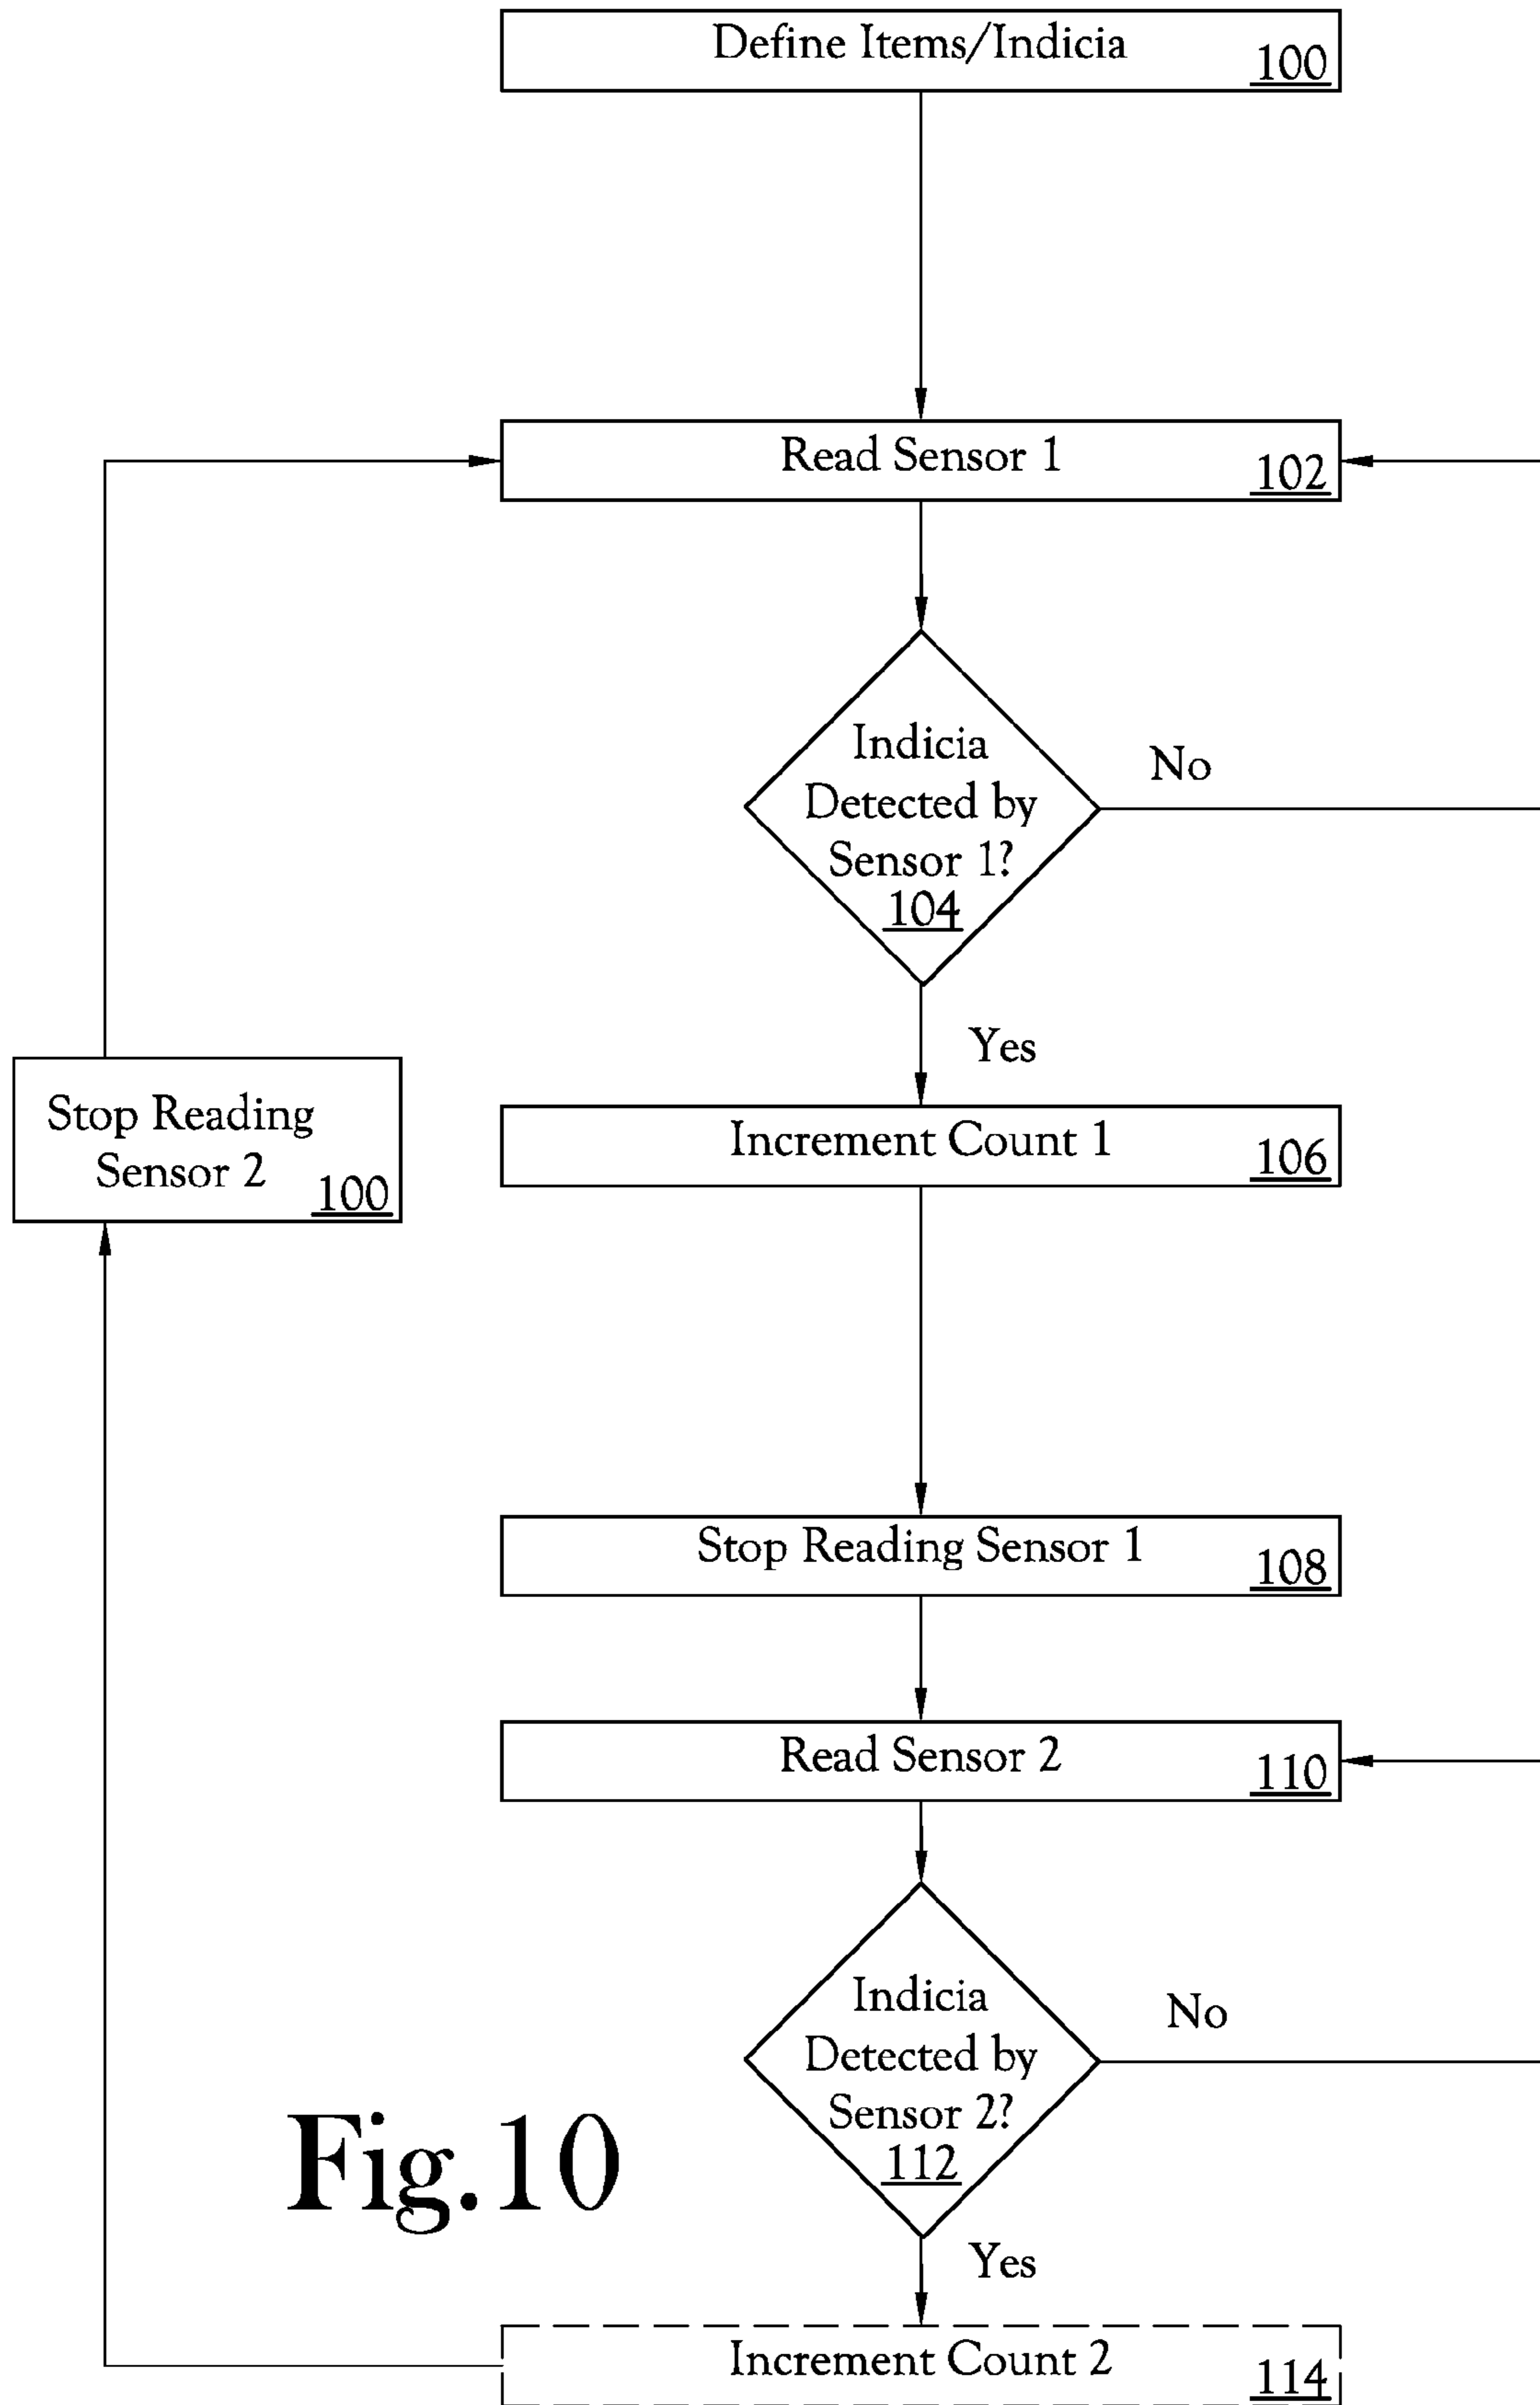 Define Items/Indicia 100
Read Sensor 1 102
Indicia
Detected by
Sensor 1?
104
No
Yes
Increment Count 1 106
Stop Reading
Sensor 2 100
Stop Reading Sensor 1 108
Read Sensor 2 110
Indicia
Detected by
Sensor 2?
112
No
Yes
Increment Count 2 114
Fig.10